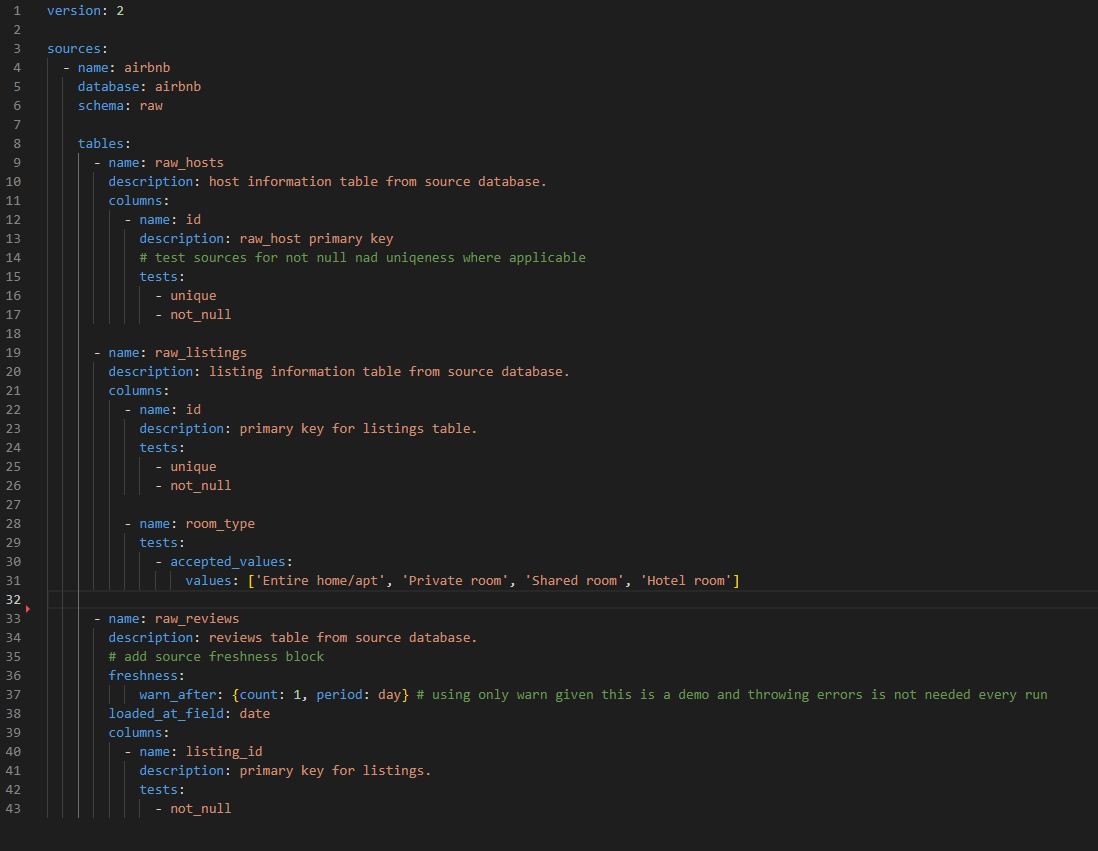 1 version: 2
2
3 sources:
4   - name: airbnb
5     database: airbnb
6     schema: raw
7
8     tables:
9       - name: raw_hosts
10         description: host information table from source database.
11         columns:
12           - name: id
13             description: raw_host primary key
14             # test sources for not null nad uniqeness where applicable
15             tests:
16               - unique
17               - not_null
18
19       - name: raw_listings
20         description: listing information table from source database.
21         columns:
22           - name: id
23             description: primary key for listings table.
24             tests:
25               - unique
26               - not_null
27
28           - name: room_type
29             tests:
30               - accepted_values:
31                   values: ['Entire home/apt', 'Private room', 'Shared room', 'Hotel room']
32
33       - name: raw_reviews
34         description: reviews table from source database.
35         # add source freshness block
36         freshness:
37             warn_after: {count: 1, period: day} # using only warn given this is a demo and throwing errors is not needed every run
38         loaded_at_field: date
39         columns:
40           - name: listing_id
41             description: primary key for listings.
42             tests:
43               - not_null